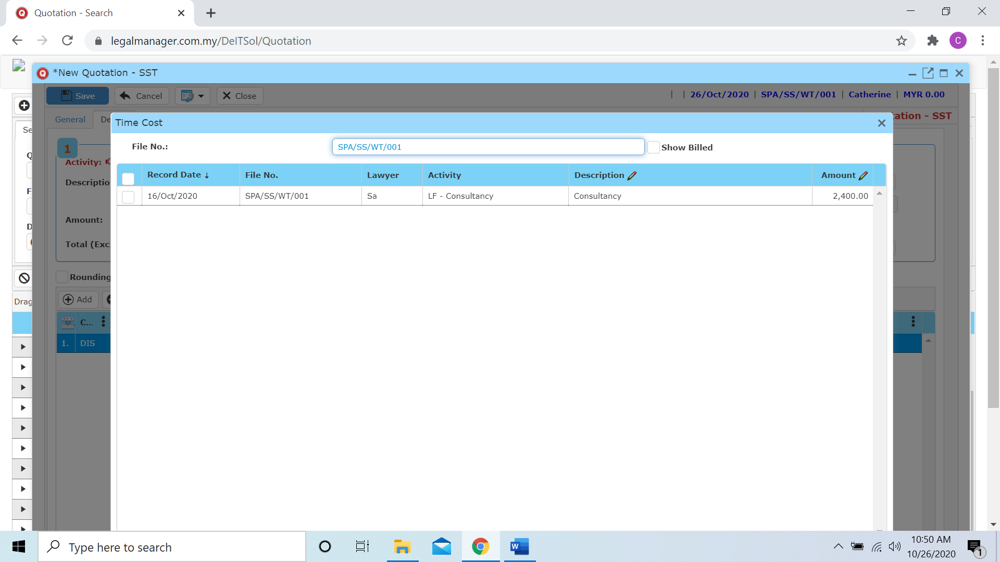 Quotation - Search
legalmanager.com.my/DeITSol/Quotation
C
*New Quotation - SST
Save
Cancel
Close
| | 26/Oct/2020 | SPA/SS/WT/001 | Catherine | MYR 0.00
General
De
ation - SST
Time Cost
Se
File No.:
SPA/SS/WT/001
Show Billed
1
Q
Activity:
Record Date ↓
File No.
Lawyer
Activity
Description
Amount
Descriptio
F
16/Oct/2020
SPA/SS/WT/001
Sa
LF - Consultancy
Consultancy
2,400.00
Amount:
D
Total (Exc.
Rounding
Add
Drag
C...
1. DIS
Type here to search
W
10:50 AM
10/26/2020
1